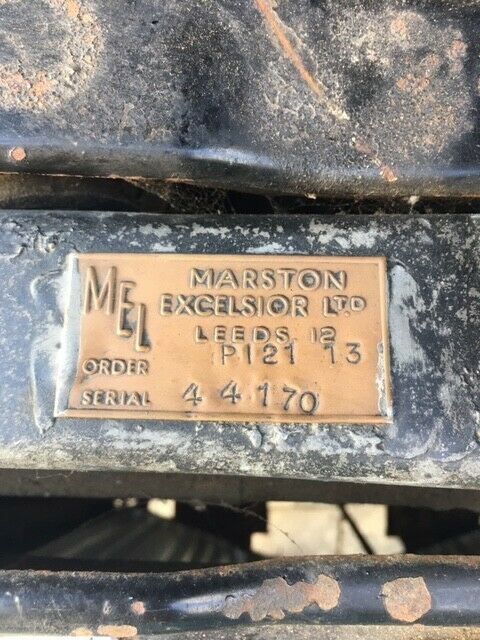 MEL
MARSTON
EXCELSIOR LTD
LEEDS 12
ORDER P121 13
SERIAL 44170